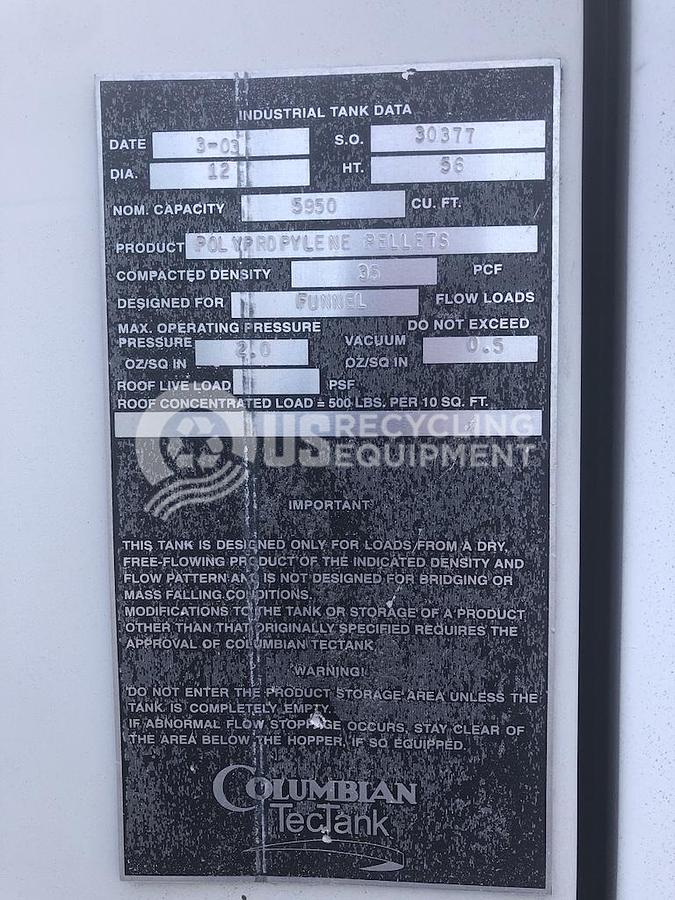 INDUSTRIAL TANK DATA
DATE 3-03 S.O. 30377
DIA. 12 HT. 56
NOM. CAPACITY 5950 CU. FT.
PRODUCT POLYPROPYLENE PELLETS
COMPACTED DENSITY PCF
DESIGNED FOR FUNNEL FLOW LOADS
MAX. OPERATING PRESSURE DO NOT EXCEED
PRESSURE 2.0 VACUUM 0.5
OZ/SQ IN OZ/SQ IN
ROOF LIVE LOAD PSF
ROOF CONCENTRATED LOAD = 500 LBS. PER 10 SQ. FT.
US RECYCLING
EQUIPMENT
IMPORTANT
THIS TANK IS DESIGNED ONLY FOR LOADS FROM A DRY,
FREE-FLOWING PRODUCT OF THE INDICATED DENSITY AND
FLOW PATTERN AND IS NOT DESIGNED FOR BRIDGING OR
MASS FALLING CONDITIONS.
MODIFICATIONS TO THE TANK OR STORAGE OF A PRODUCT
OTHER THAN THAT ORIGINALLY SPECIFIED REQUIRES THE
APPROVAL OF COLUMBIAN TECTANK
WARNING!
DO NOT ENTER THE PRODUCT STORAGE AREA UNLESS THE
TANK IS COMPLETELY EMPTY.
IF ABNORMAL FLOW STOPPAGE OCCURS, STAY CLEAR OF
THE AREA BELOW THE HOPPER, IF SO EQUIPPED.
COLUMBIAN
TecTank